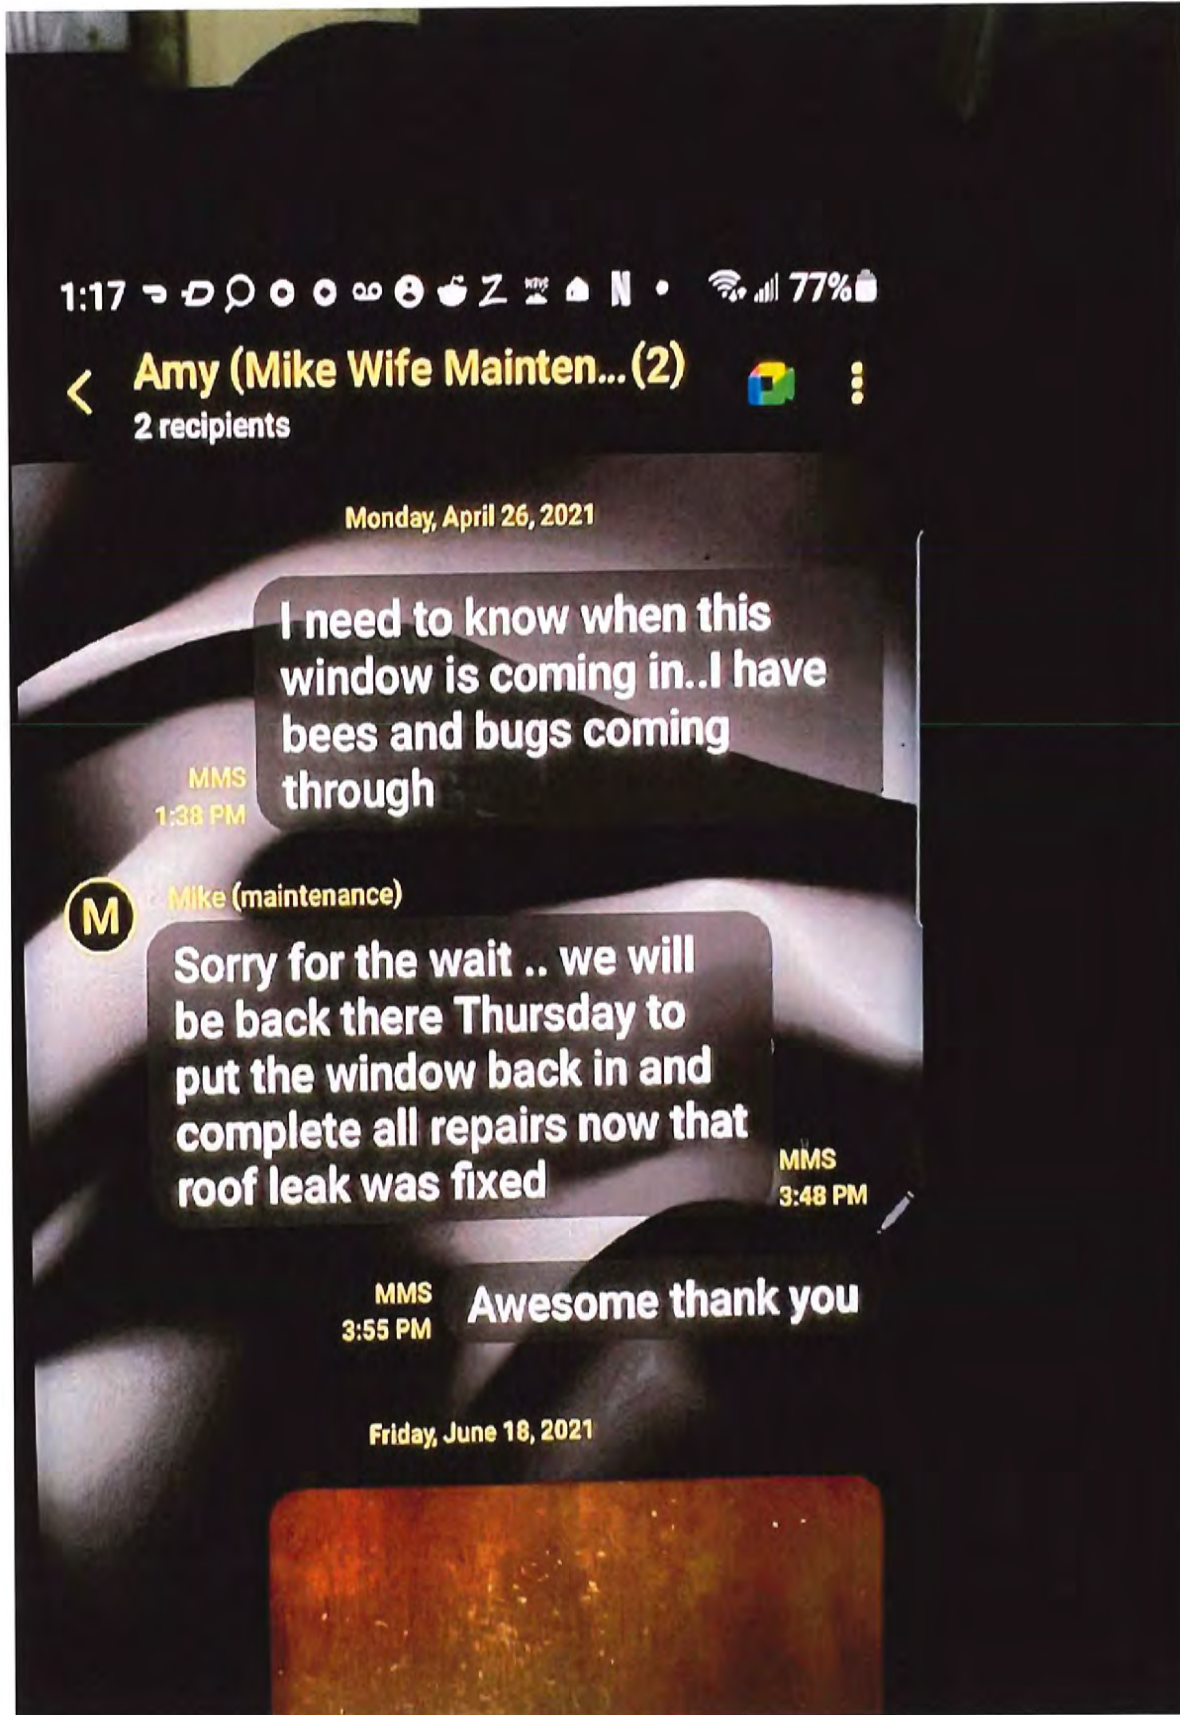 1:17
77%
Amy (Mike Wife Mainten...(2)
2 recipients
Monday, April 26, 2021
I need to know when this
window is coming in..I have
bees and bugs coming
through
MMS
1:38 PM
M
Mike (maintenance)
Sorry for the wait .. we will
be back there Thursday to
put the window back in and
complete all repairs now that
roof leak was fixed
MMS
3:48 PM
MMS
3:55 PM
Awesome thank you
Friday, June 18, 2021